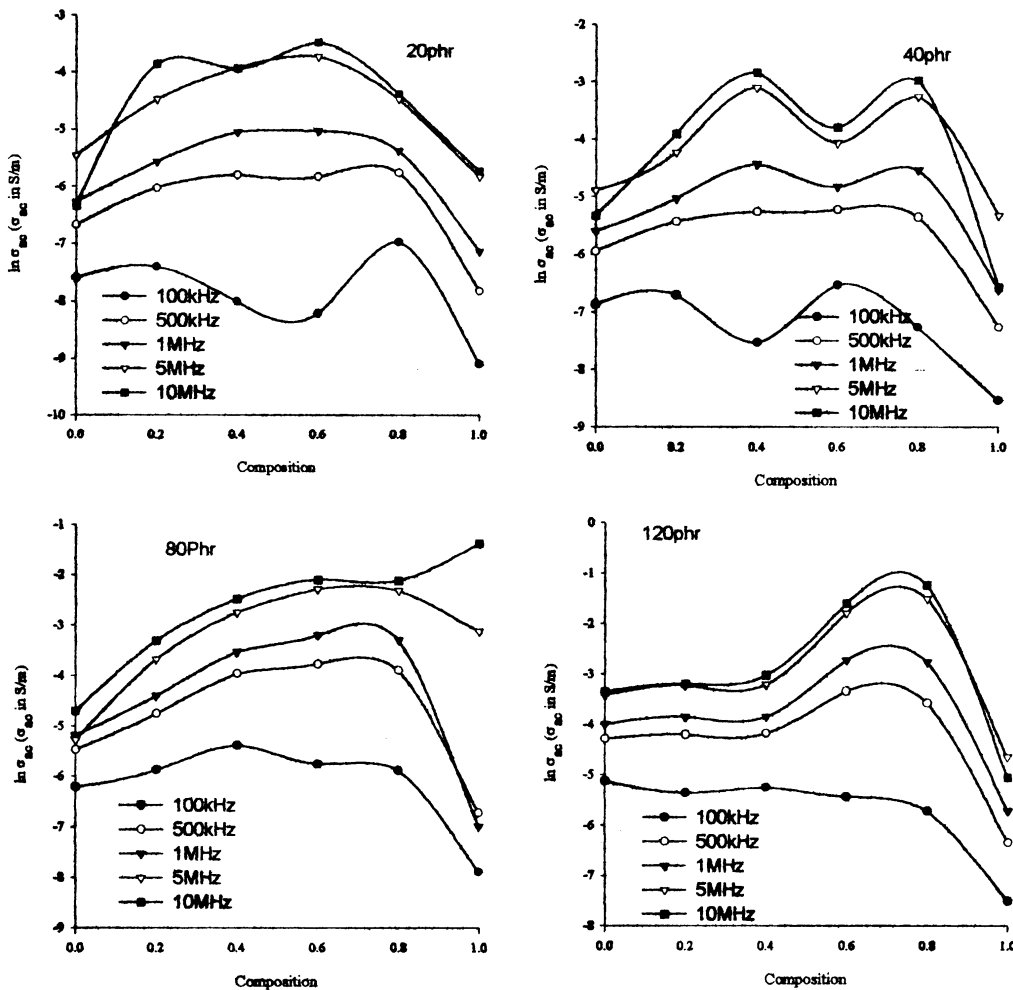 20phr
-3
-4
-5
-6
-7
-8
-9
-10
ln σac (σac in S/m)
100kHz
500kHz
1MHz
5MHz
10MHz
0.0 0.2 0.4 0.6 0.8 1.0
Composition
40phr
-2
-3
-4
-5
-6
-7
-8
-9
ln σac (σac in S/m)
100kHz
500kHz
1MHz
5MHz
10MHz
0.0 0.2 0.4 0.6 0.8 1.0
Composition
80Phr
-1
-2
-3
-4
-5
-6
-7
-8
-9
ln σac (σac in S/m)
100kHz
500kHz
1MHz
5MHz
10MHz
0.0 0.2 0.4 0.6 0.8 1.0
Composition
120phr
0
-1
-2
-3
-4
-5
-6
-7
-8
ln σac (σac in S/m)
100kHz
500kHz
1MHz
5MHz
10MHz
0.0 0.2 0.4 0.6 0.8 1.0
Composition